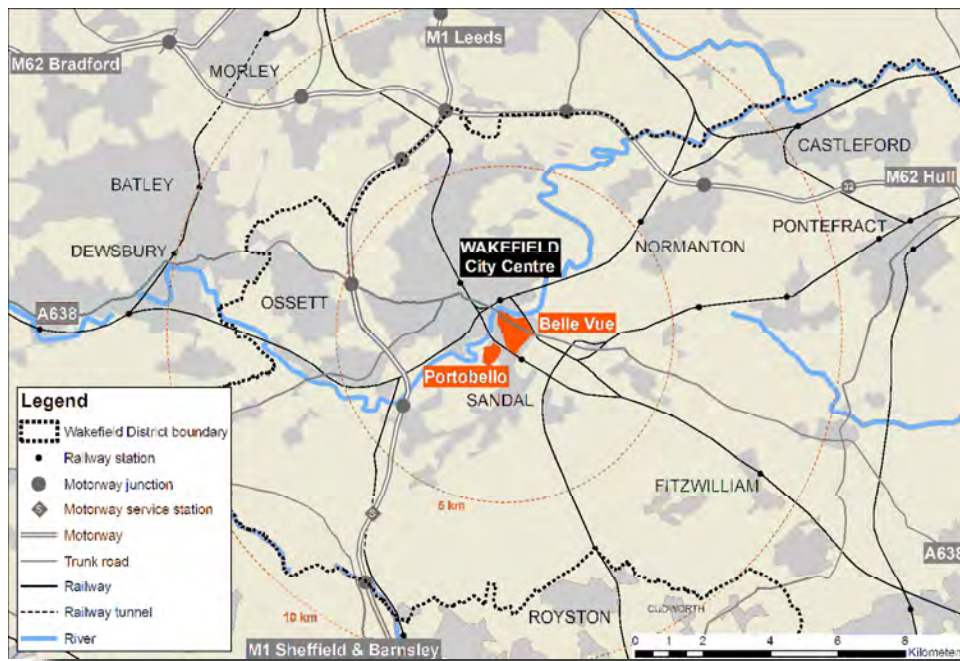 M1 Leeds
M62 Bradford
MORLEY
CASTLEFORD
BATLEY
M62 Hull
32
PONTEFRACT
DEWSBURY
WAKEFIELD
City Centre
NORMANTON
OSSETT
A638
Belle Vue
Portobello
SANDAL
FITZWILLIAM
5 km
S
A638
10 km
ROYSTON
CUDWORTH
M1 Sheffield & Barnsley
Legend
Wakefield District boundary
Railway station
Motorway junction
S
Motorway service station
Motorway
Trunk road
Railway
Railway tunnel
River
0 1 2 4 6 8
Kilometers